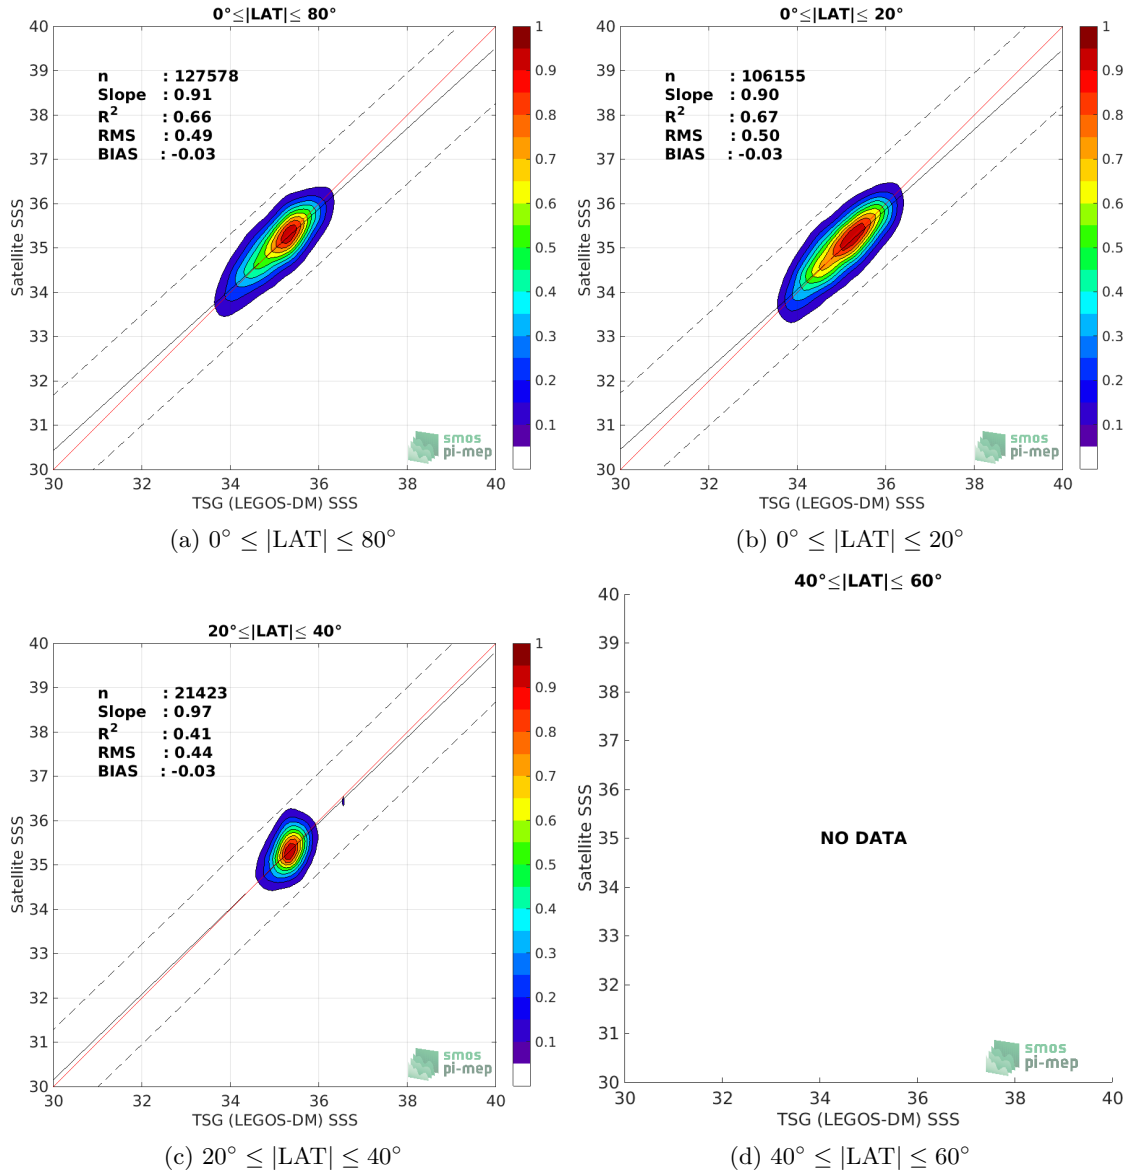 0°≤|LAT|≤ 80°
n : 127578
Slope : 0.91
R² : 0.66
RMS : 0.49
BIAS : -0.03
40
39
38
37
36
35
34
33
32
31
30
Satellite SSS
30 32 34 36 38 40
TSG (LEGOS-DM) SSS
1
0.9
0.8
0.7
0.6
0.5
0.4
0.3
0.2
0.1
smos
pi-mep
(a) 0° ≤ |LAT| ≤ 80°
0°≤|LAT|≤ 20°
n : 106155
Slope : 0.90
R² : 0.67
RMS : 0.50
BIAS : -0.03
40
39
38
37
36
35
34
33
32
31
30
Satellite SSS
30 32 34 36 38 40
TSG (LEGOS-DM) SSS
1
0.9
0.8
0.7
0.6
0.5
0.4
0.3
0.2
0.1
smos
pi-mep
(b) 0° ≤ |LAT| ≤ 20°
20°≤|LAT|≤ 40°
n : 21423
Slope : 0.97
R² : 0.41
RMS : 0.44
BIAS : -0.03
40
39
38
37
36
35
34
33
32
31
30
Satellite SSS
30 32 34 36 38 40
TSG (LEGOS-DM) SSS
1
0.9
0.8
0.7
0.6
0.5
0.4
0.3
0.2
0.1
smos
pi-mep
(c) 20° ≤ |LAT| ≤ 40°
40°≤|LAT|≤ 60°
40
39
38
37
36
35
34
33
32
31
30
Satellite SSS
NO DATA
30 32 34 36 38 40
TSG (LEGOS-DM) SSS
smos
pi-mep
(d) 40° ≤ |LAT| ≤ 60°